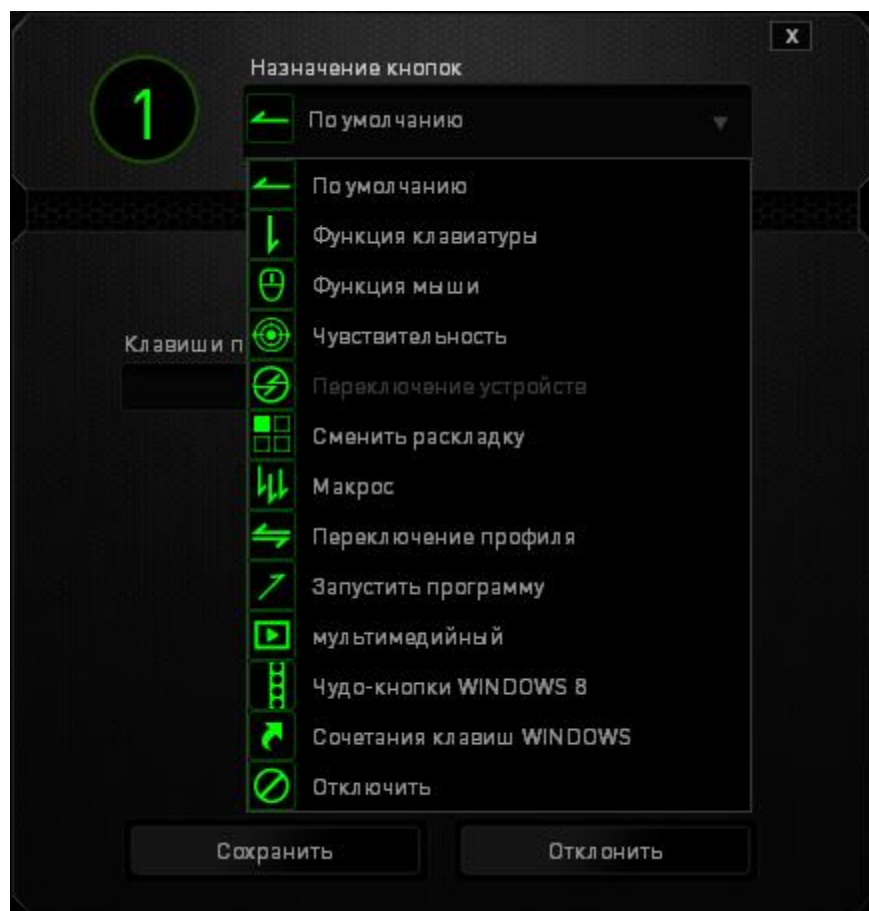 X
Назначение кнопок
1
По умолчанию
По умолчанию
Функция клавиатуры
Функция мыши
Чувствительность
Клавиши п
Переключение устройств
Сменить раскладку
Макрос
Переключение профиля
Запустить программу
мультимедийный
Чудо-кнопки WINDOWS 8
Сочетания клавиш WINDOWS
Отключить
Сохранить
Отклонить